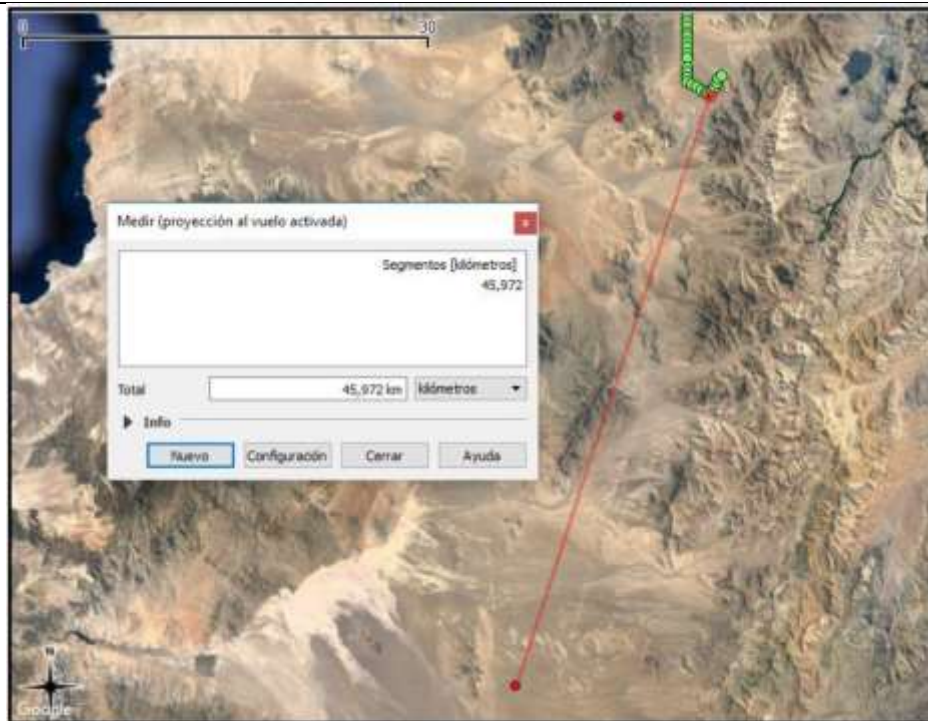 0 30
Medir (proyección al vuelo activada)
Segmentos [kilómetros]
45,972
Total 45,972 km kilómetros
Info
Nuevo Configuración Cerrar Ayuda
N
Google